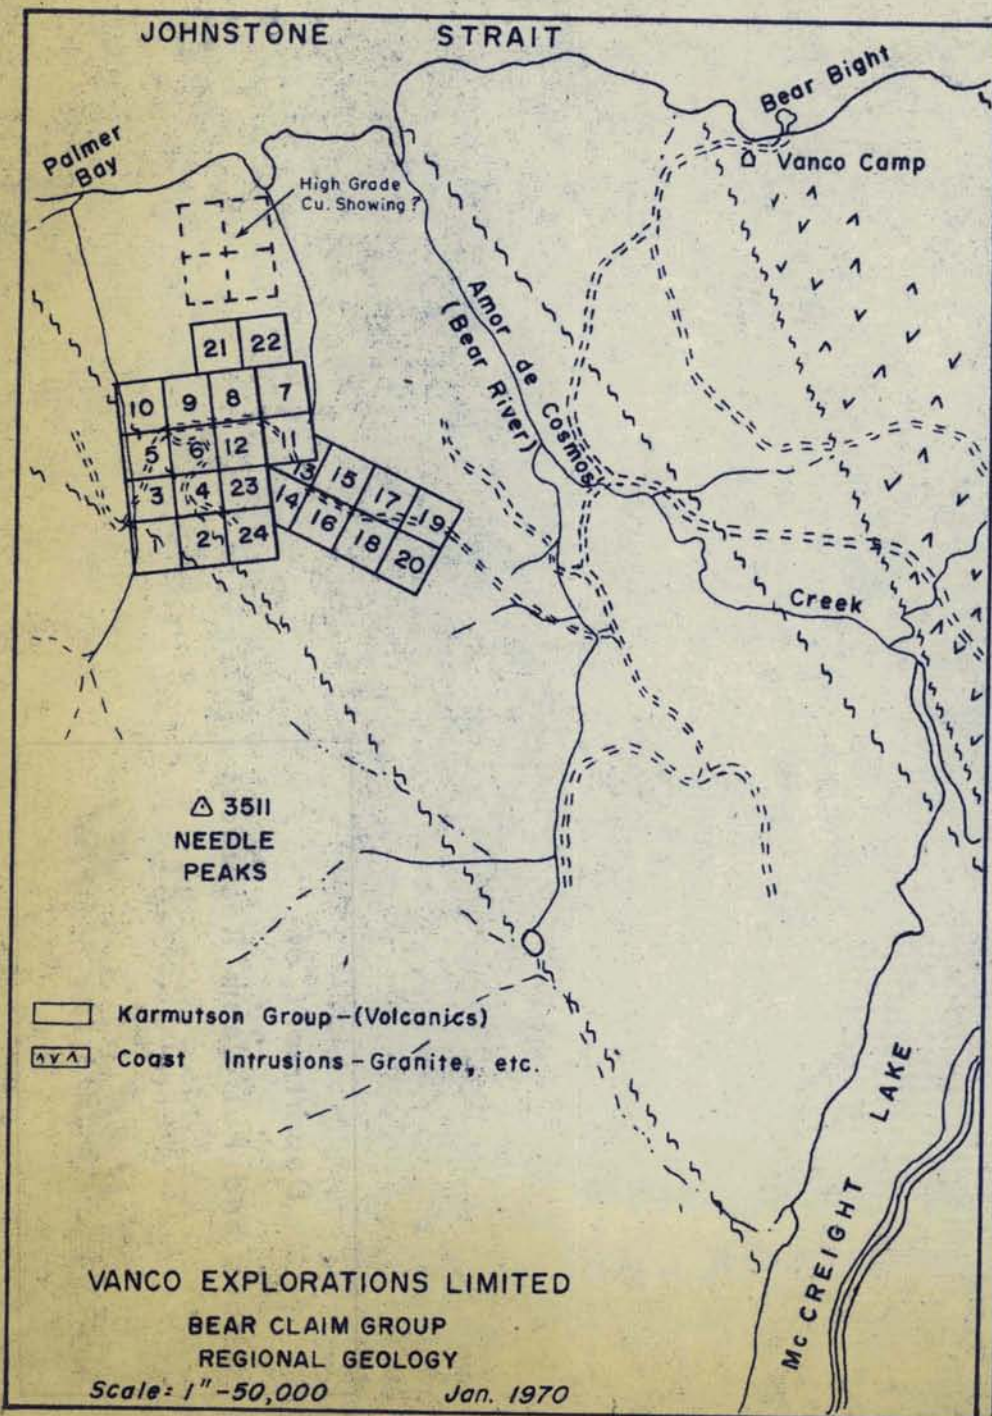 JOHNSTONE STRAIT
Bear Bight
Palmer
Bay
Vanco Camp
High Grade
Cu. Showing?
Amor de Cosmos
(Bear River)
Creek
21 22
10 9 8 7
5 6 12 11
3 4 23
1 2 24
13 15 17 19
14 16 18 20
△ 3511
NEEDLE
PEAKS
Karmutson Group-(Volcanics)
Coast Intrusions-Granite, etc.
McCREIGHT LAKE
VANCO EXPLORATIONS LIMITED
BEAR CLAIM GROUP
REGIONAL GEOLOGY
Scale: 1"-50,000 Jan. 1970